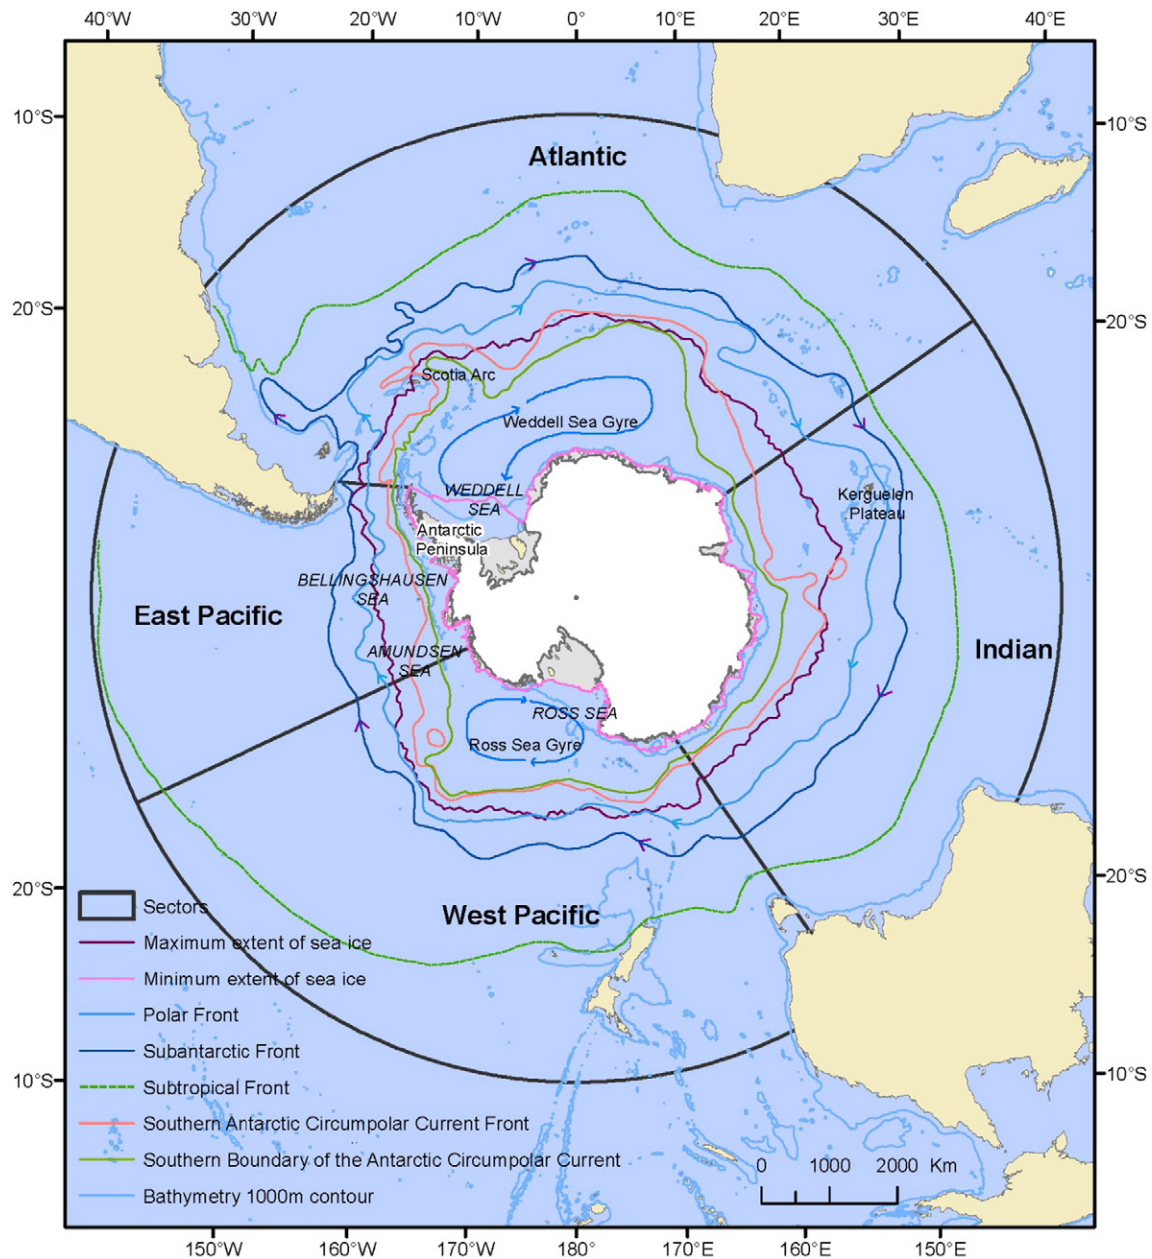 40°W 30°W 20°W 10°W 0° 10°E 20°E 30°E 40°E
10°S
10°S
Atlantic
20°S
20°S
Scotia Arc
Weddell Sea Gyre
WEDDELL
SEA
Kerguelen
Plateau
Antarctic
Peninsula
BELLINGSHAUSEN
SEA
East Pacific
Indian
AMUNDSEN
SEA
ROSS SEA
Ross Sea Gyre
20°S
20°S
West Pacific
Sectors
Maximum extent of sea ice
Minimum extent of sea ice
Polar Front
Subantarctic Front
10°S
10°S
Subtropical Front
Southern Antarctic Circumpolar Current Front
Southern Boundary of the Antarctic Circumpolar Current
Bathymetry 1000m contour
0 1000 2000 Km
150°W 160°W 170°W 180° 170°E 160°E 150°E